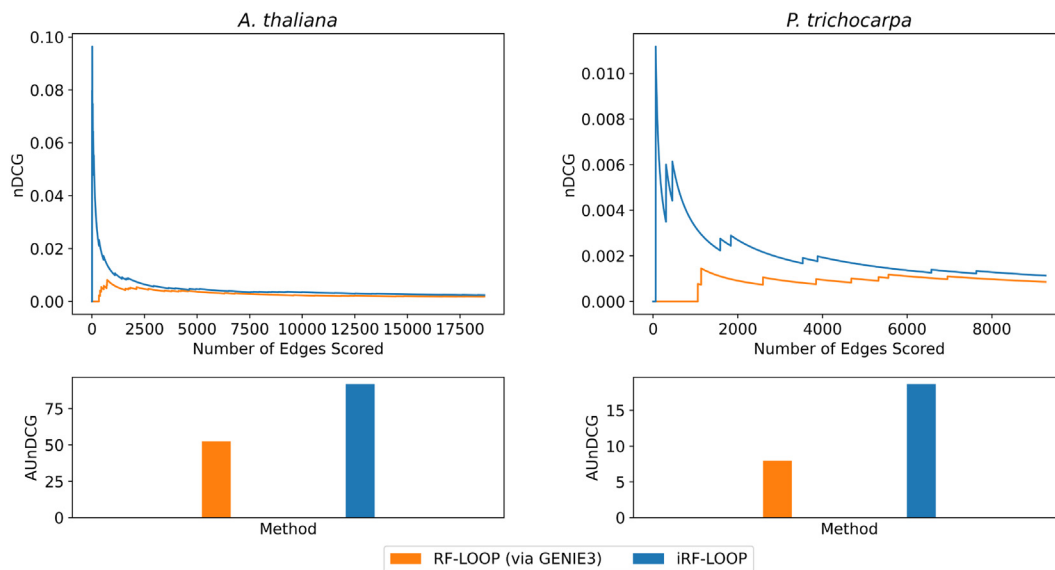 A. thaliana
0.10
0.08
0.06
0.04
0.02
0.00
nDCG
0 2500 5000 7500 10000 12500 15000 17500
Number of Edges Scored
P. trichocarpa
0.010
0.008
0.006
0.004
0.002
0.000
nDCG
0 2000 4000 6000 8000
Number of Edges Scored
75
50
25
0
AUnDCG
Method
15
10
5
0
AUnDCG
Method
RF-LOOP (via GENIE3) iRF-LOOP